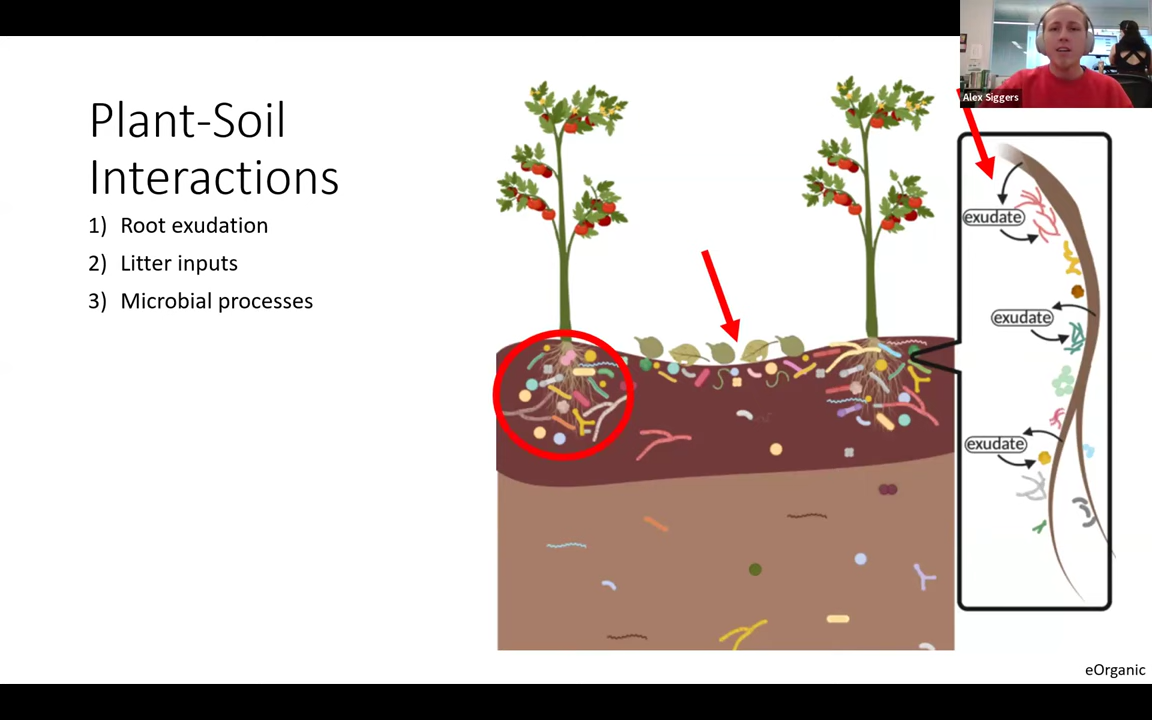 Plant-Soil
Interactions
1) Root exudation
2) Litter inputs
3) Microbial processes
Alex Siggers
exudate
exudate
exudate
eOrganic